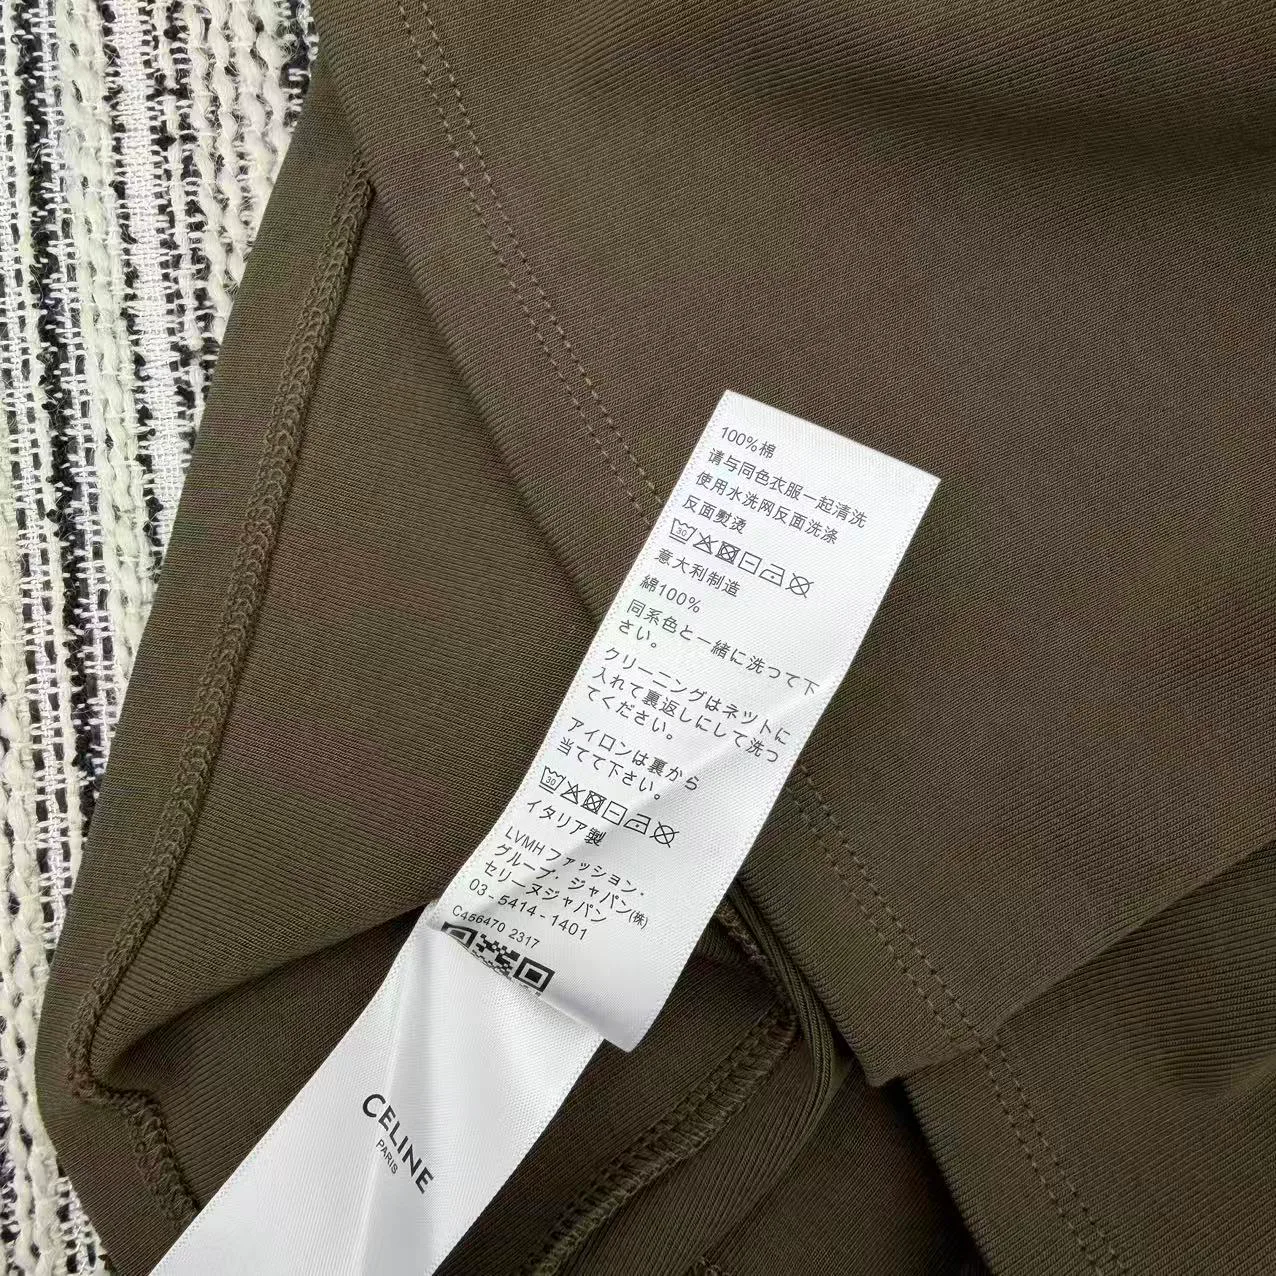 100%棉
请与同色衣服一起清洗
使用水洗网反面洗涤
反面熨烫
30
意大利制造
綿100%
同系色と一緒に洗つて下
さい。
クリーニングはネツトに
入れて裏返しにして洗つ
てください。
アイロンは裏から
当てて下さい。
30
イタリア製
LVMHファッション・
グループ・ジャパン(株)
セリーヌジャパン
03-5414-1401
C456470 2317
CELINE
PARIS